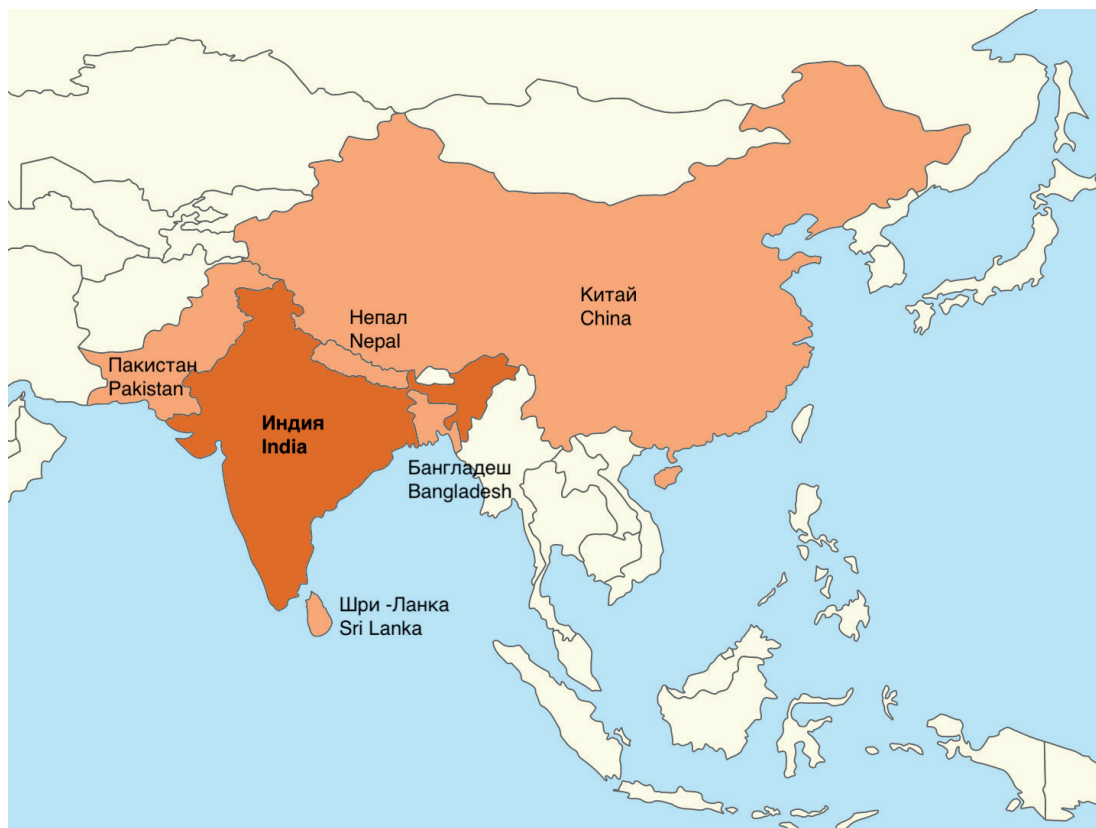 Китай
China
Непал
Nepal
Пакистан
Pakistan
Индия
India
Бангладеш
Bangladesh
Шри -Ланка
Sri Lanka